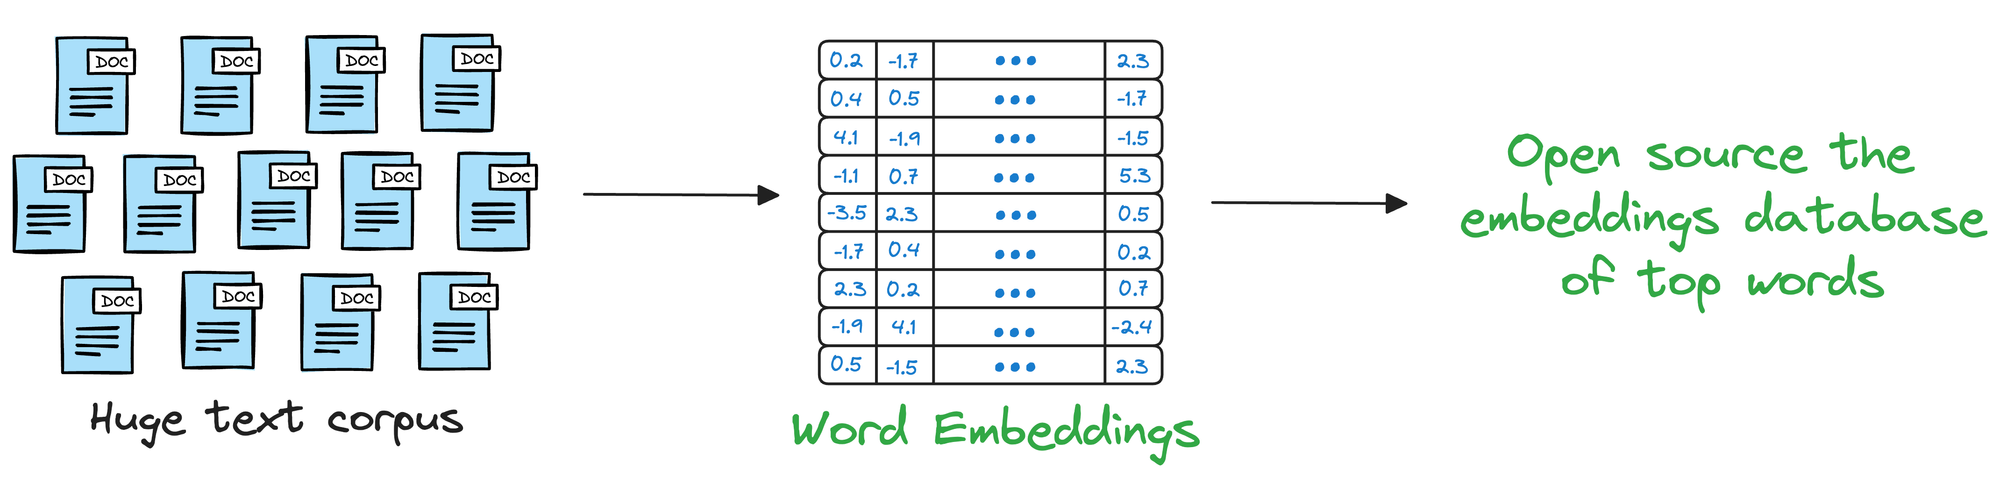 DOC DOC DOC DOC
DOC DOC DOC DOC DOC
DOC DOC DOC DOC
Huge text corpus
0.2 -1.7 ••• 2.3
0.4 0.5 ••• -1.7
4.1 -1.9 ••• -1.5
-1.1 0.7 ••• 5.3
-3.5 2.3 ••• 0.5
-1.7 0.4 ••• 0.2
2.3 0.2 ••• 0.7
-1.9 4.1 ••• -2.4
0.5 -1.5 ••• 2.3
Word Embeddings
Open source the
embeddings database
of top words